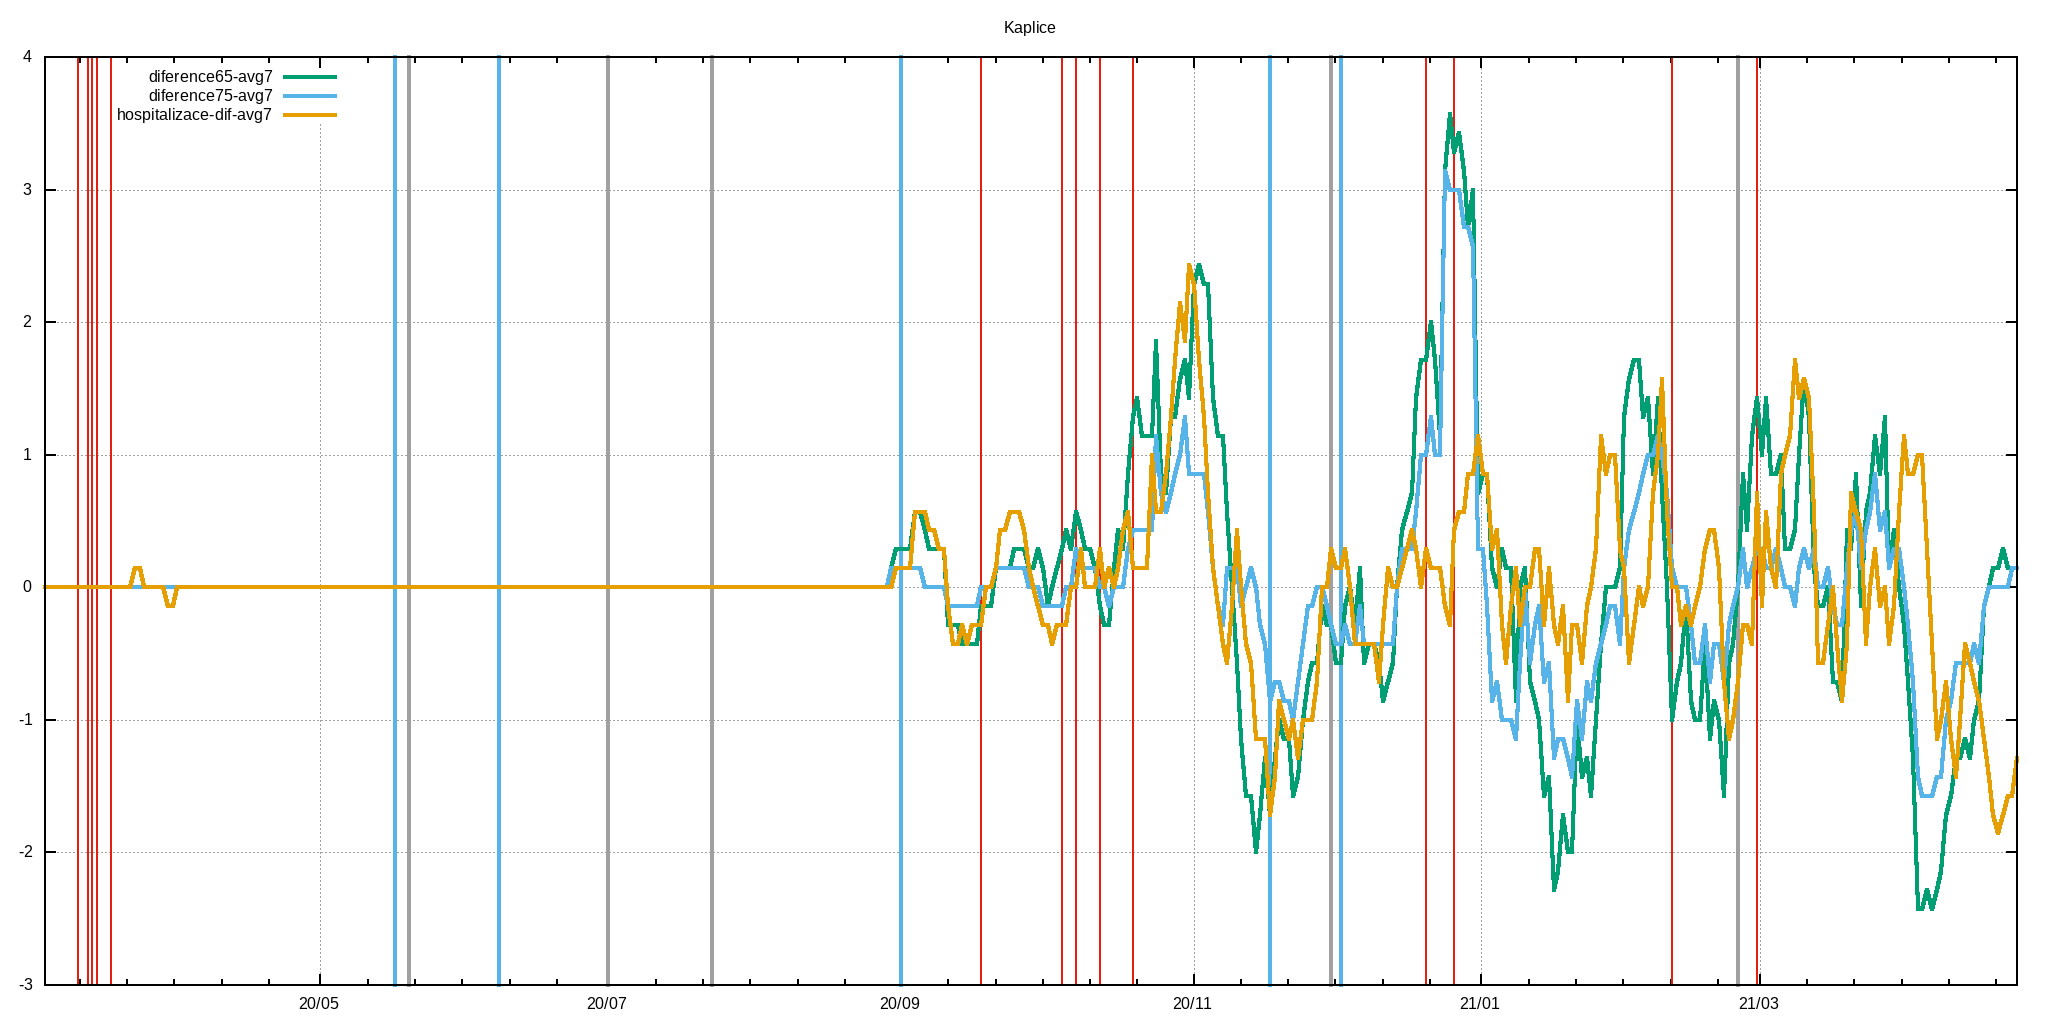 Kaplice
4
diference65-avg7
diference75-avg7
hospitalizace-dif-avg7
3
2
1
0
-1
-2
-3
20/05 20/07 20/09 20/11 21/01 21/03